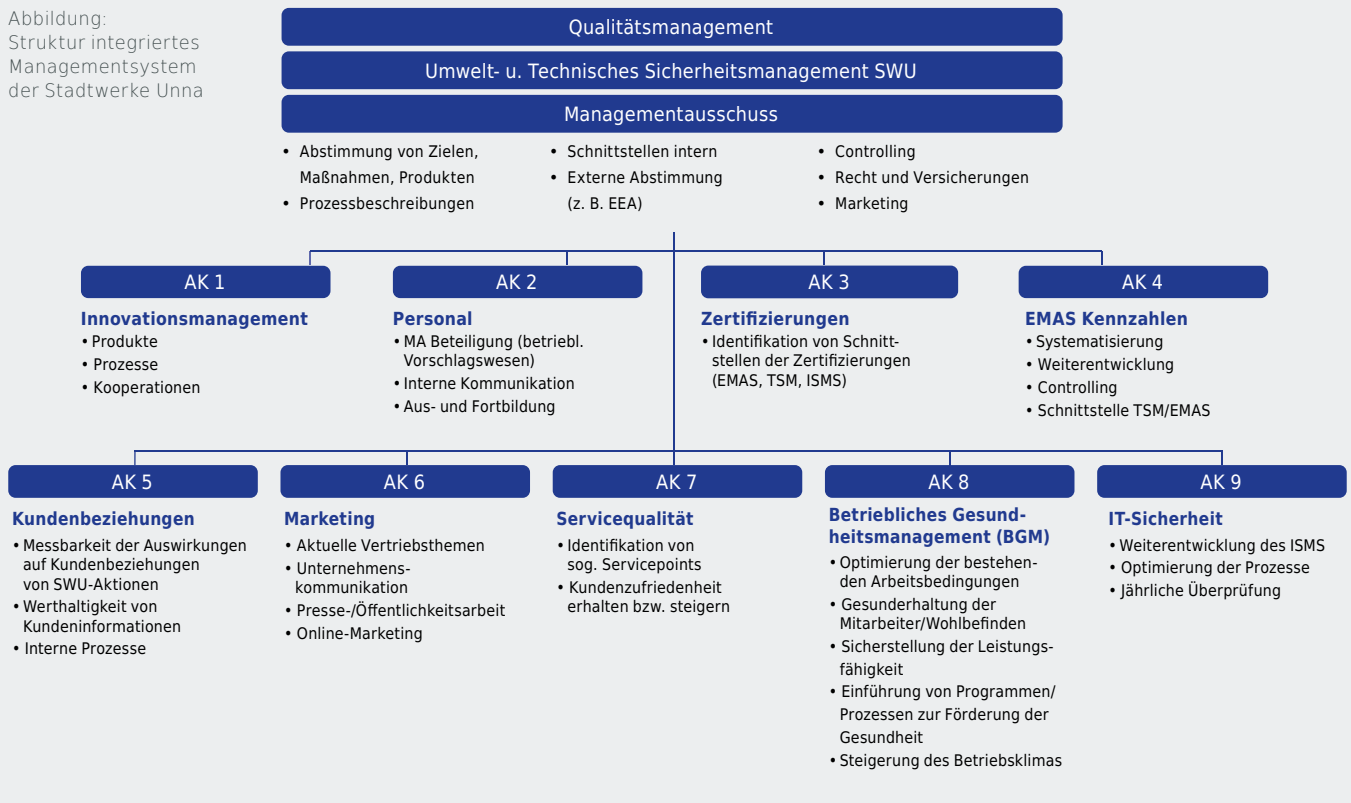 Abbildung:
Struktur integriertes
Managementsystem
der Stadtwerke Unna
Qualitätsmanagement
Umwelt- u. Technisches Sicherheitsmanagement SWU
Managementausschuss
• Abstimmung von Zielen,
Maßnahmen, Produkten
• Prozessbeschreibungen
• Schnittstellen intern
• Externe Abstimmung
(z. B. EEA)
• Controlling
• Recht und Versicherungen
• Marketing
AK 1
Innovationsmanagement
• Produkte
• Prozesse
• Kooperationen
AK 2
Personal
• MA Beteiligung (betriebl.
Vorschlagswesen)
• Interne Kommunikation
• Aus- und Fortbildung
AK 3
Zertifizierungen
• Identifikation von Schnitt-
stellen der Zertifizierungen
(EMAS, TSM, ISMS)
AK 4
EMAS Kennzahlen
• Systematisierung
• Weiterentwicklung
• Controlling
• Schnittstelle TSM/EMAS
AK 5
Kundenbeziehungen
• Messbarkeit der Auswirkungen
auf Kundenbeziehungen
von SWU-Aktionen
• Werthaltigkeit von
Kundeninformationen
• Interne Prozesse
AK 6
Marketing
• Aktuelle Vertriebsthemen
• Unternehmens-
kommunikation
• Presse-/Öffentlichkeitsarbeit
• Online-Marketing
AK 7
Servicequalität
• Identifikation von
sog. Servicepoints
• Kundenzufriedenheit
erhalten bzw. steigern
AK 8
Betriebliches Gesund-
heitsmanagement (BGM)
• Optimierung der bestehen-
den Arbeitsbedingungen
• Gesunderhaltung der
Mitarbeiter/Wohlbefinden
• Sicherstellung der Leistungs-
fähigkeit
• Einführung von Programmen/
Prozessen zur Förderung der
Gesundheit
• Steigerung des Betriebsklimas
AK 9
IT-Sicherheit
• Weiterentwicklung des ISMS
• Optimierung der Prozesse
• Jährliche Überprüfung